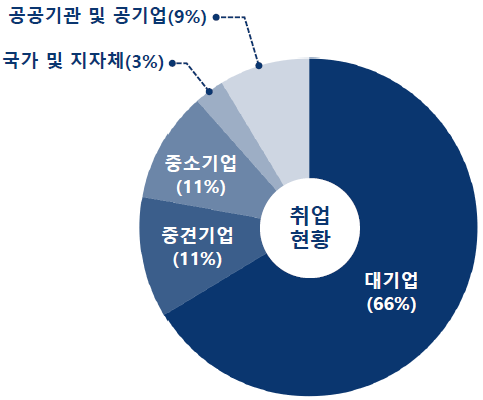 공공기관 및 공기업(9%)
국가 및 지자체(3%)
중소기업
(11%)
중견기업
(11%)
취업
현황
대기업
(66%)